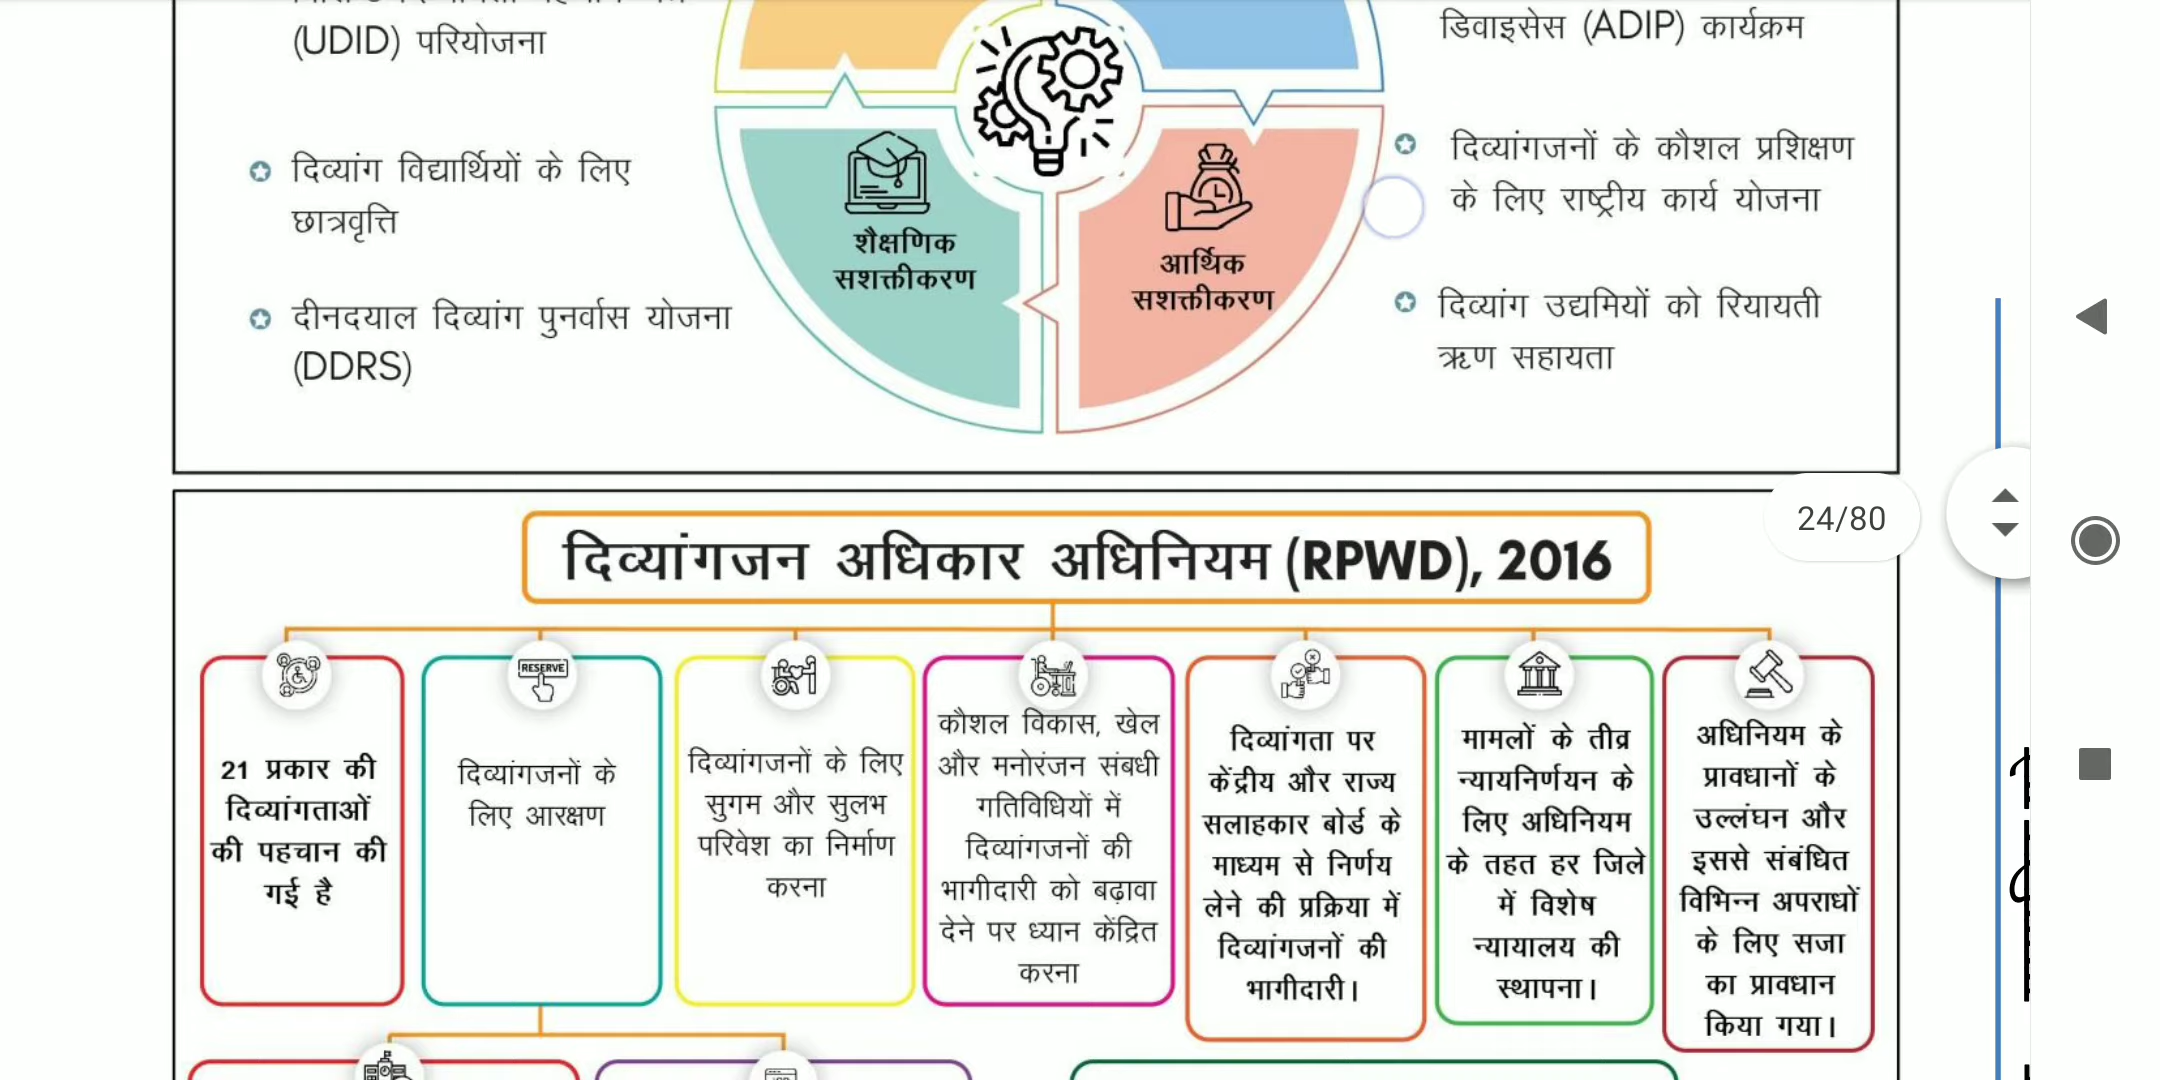 (UDID) परियोजना
डिवाइसेस (ADIP) कार्यक्रम
दिव्यांग विद्यार्थियों के लिए
छात्रवृत्ति
दीनदयाल दिव्यांग पुनर्वास योजना
(DDRS)
शैक्षणिक
सशक्तीकरण
आर्थिक
सशक्तीकरण
दिव्यांगजनों के कौशल प्रशिक्षण
के लिए राष्ट्रीय कार्य योजना
दिव्यांग उद्यमियों को रियायती
ऋण सहायता
24/80
दिव्यांगजन अधिकार अधिनियम (RPWD), 2016
21 प्रकार की
दिव्यांगताओं
की पहचान की
गई है
RESERVE
दिव्यांगजनों के
लिए आरक्षण
दिव्यांगजनों के लिए
सुगम और सुलभ
परिवेश का निर्माण
करना
कौशल विकास, खेल
और मनोरंजन संबधी
गतिविधियों में
दिव्यांगजनों की
भागीदारी को बढ़ावा
देने पर ध्यान केंद्रित
करना
दिव्यांगता पर
केंद्रीय और राज्य
सलाहकार बोर्ड के
माध्यम से निर्णय
लेने की प्रक्रिया में
दिव्यांगजनों की
भागीदारी।
मामलों के तीव्र
न्यायनिर्णयन के
लिए अधिनियम
के तहत हर जिले
में विशेष
न्यायालय की
स्थापना।
अधिनियम के
प्रावधानों के
उल्लंघन और
इससे संबंधित
विभिन्न अपराधों
के लिए सजा
का प्रावधान
किया गया।